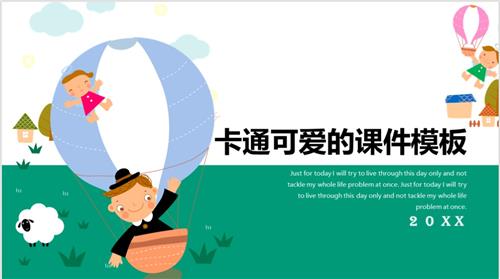 卡通可爱的课件模板
Just for today I will try to live through this day only and not
tackle my whole life problem at once. Just for today I will try
to live through this day only and not tackle my whole life
problem at once.
20XX